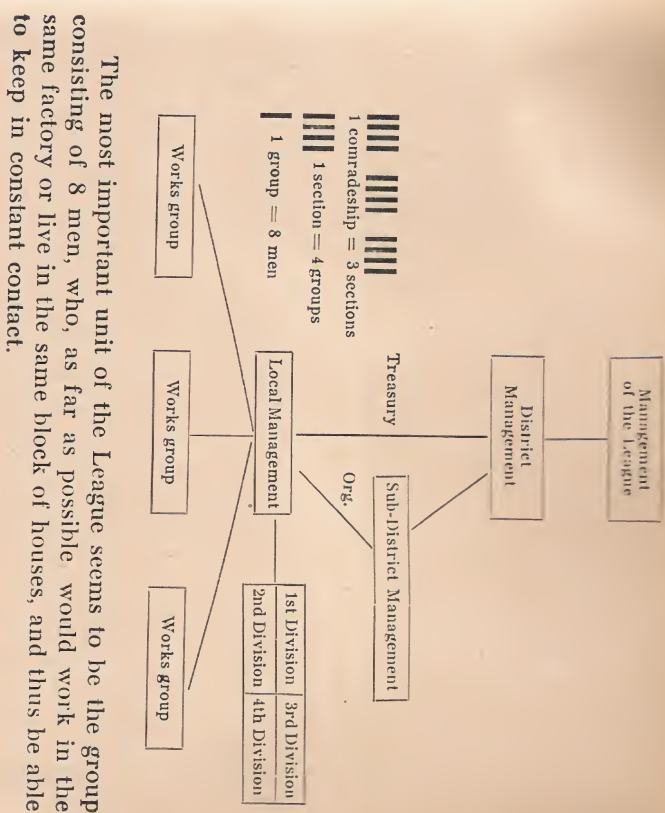 Management
of the League
District
Management
Treasury
Sub-District Management
Org.
1 comradeship = 3 sections
1 section = 4 groups
1 group = 8 men
Local Management
1st Division
3rd Division
2nd Division
4th Division
Works group
Works group
Works group
The most important unit of the League seems to be the group
consisting of 8 men, who, as far as possible would work in the
same factory or live in the same block of houses, and thus be able
to keep in constant contact.